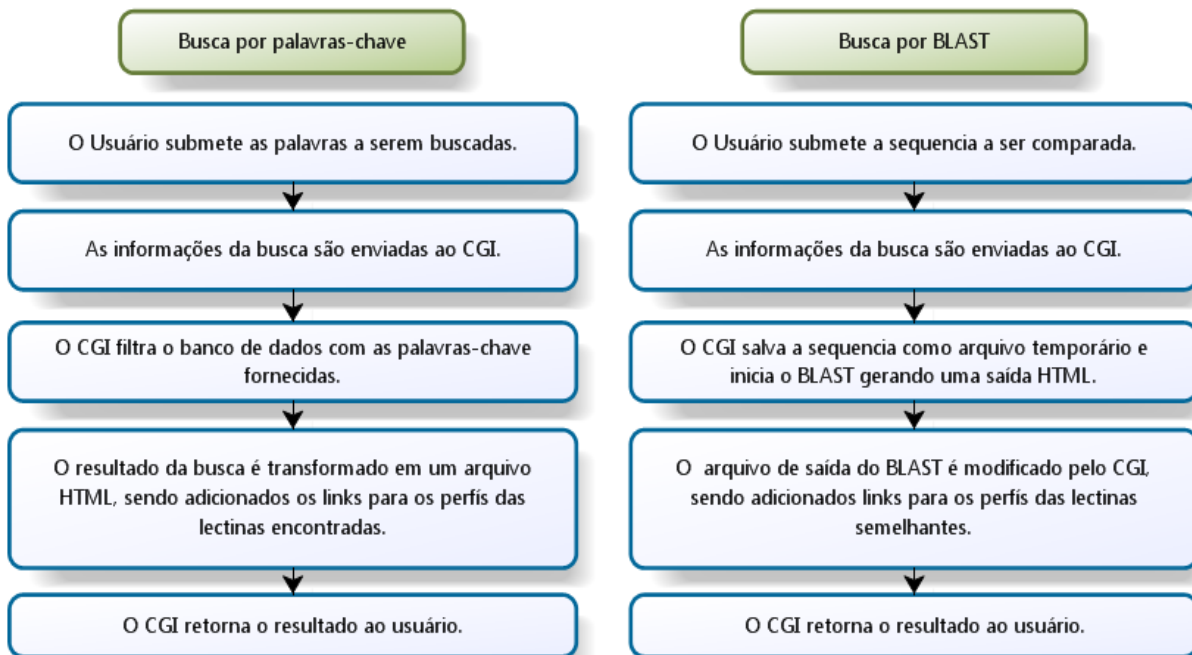 Busca por palavras-chave
O Usuário submete as palavras a serem buscadas.
As informações da busca são enviadas ao CGI.
O CGI filtra o banco de dados com as palavras-chave
fornecidas.
O resultado da busca é transformado em um arquivo
HTML, sendo adicionados os links para os perfís das
lectinas encontradas.
O CGI retorna o resultado ao usuário.
Busca por BLAST
O Usuário submete a sequencia a ser comparada.
As informações da busca são enviadas ao CGI.
O CGI salva a sequencia como arquivo temporário e
inicia o BLAST gerando uma saída HTML.
O arquivo de saída do BLAST é modificado pelo CGI,
sendo adicionados links para os perfís das lectinas
semelhantes.
O CGI retorna o resultado ao usuário.